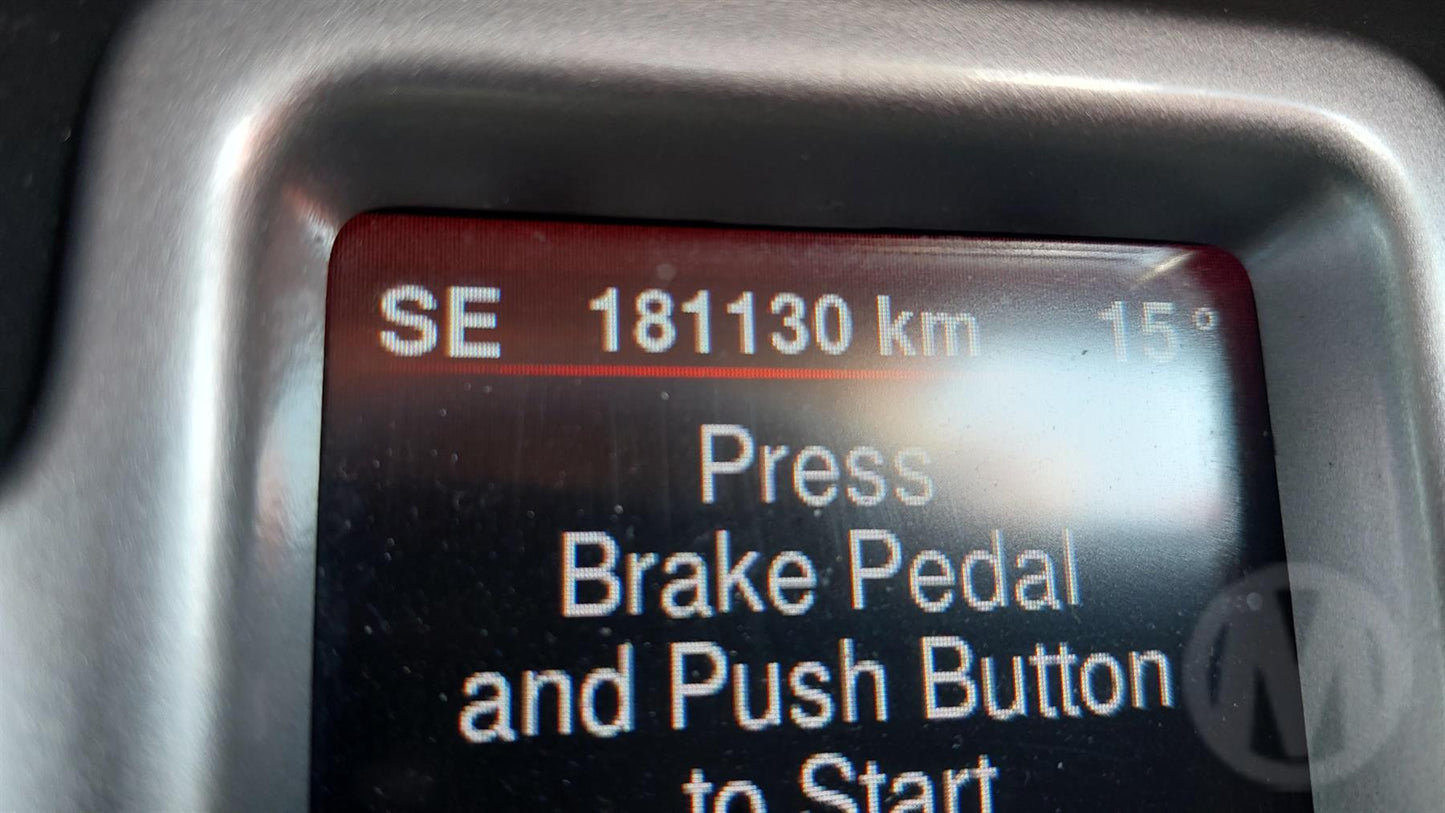 SE 181130 km 15°
Press
Brake Pedal
and Push Button
to Start
M